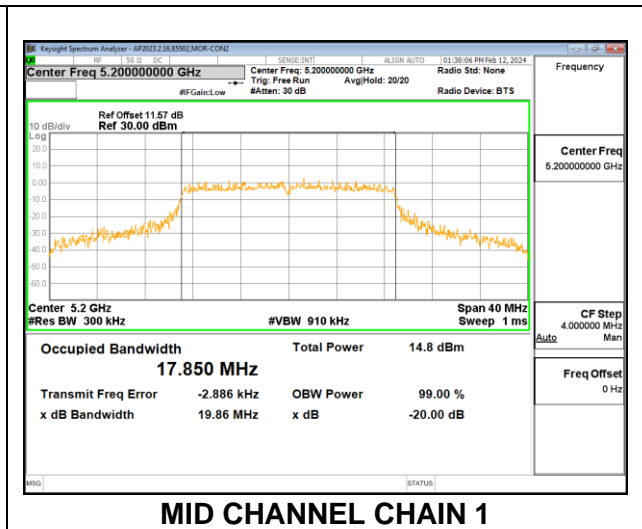 Keysight Spectrum Analyzer - AP2023.2.16,85502,MOR-CON2
RF 50 Ω DC SENSE:INT ALIGN AUTO 01:30:06 PM Feb 12, 2024
Center Freq 5.200000000 GHz Center Freq: 5.200000000 GHz Radio Std: None Frequency
Trig: Free Run Avg|Hold: 20/20
#IFGain:Low #Atten: 30 dB Radio Device: BTS
Ref Offset 11.57 dB
10 dB/div Ref 30.00 dBm
Log
20.0
10.0
0.00
-10.0
-20.0
-30.0
-40.0
-50.0
-60.0
Center Freq
5.200000000 GHz
Center 5.2 GHz Span 40 MHz
#Res BW 300 kHz #VBW 910 kHz Sweep 1 ms
CF Step
4.000000 MHz
Auto Man
Occupied Bandwidth Total Power 14.8 dBm
17.850 MHz
Freq Offset
0 Hz
Transmit Freq Error -2.886 kHz OBW Power 99.00 %
x dB Bandwidth 19.86 MHz x dB -20.00 dB
MSG STATUS
MID CHANNEL CHAIN 1